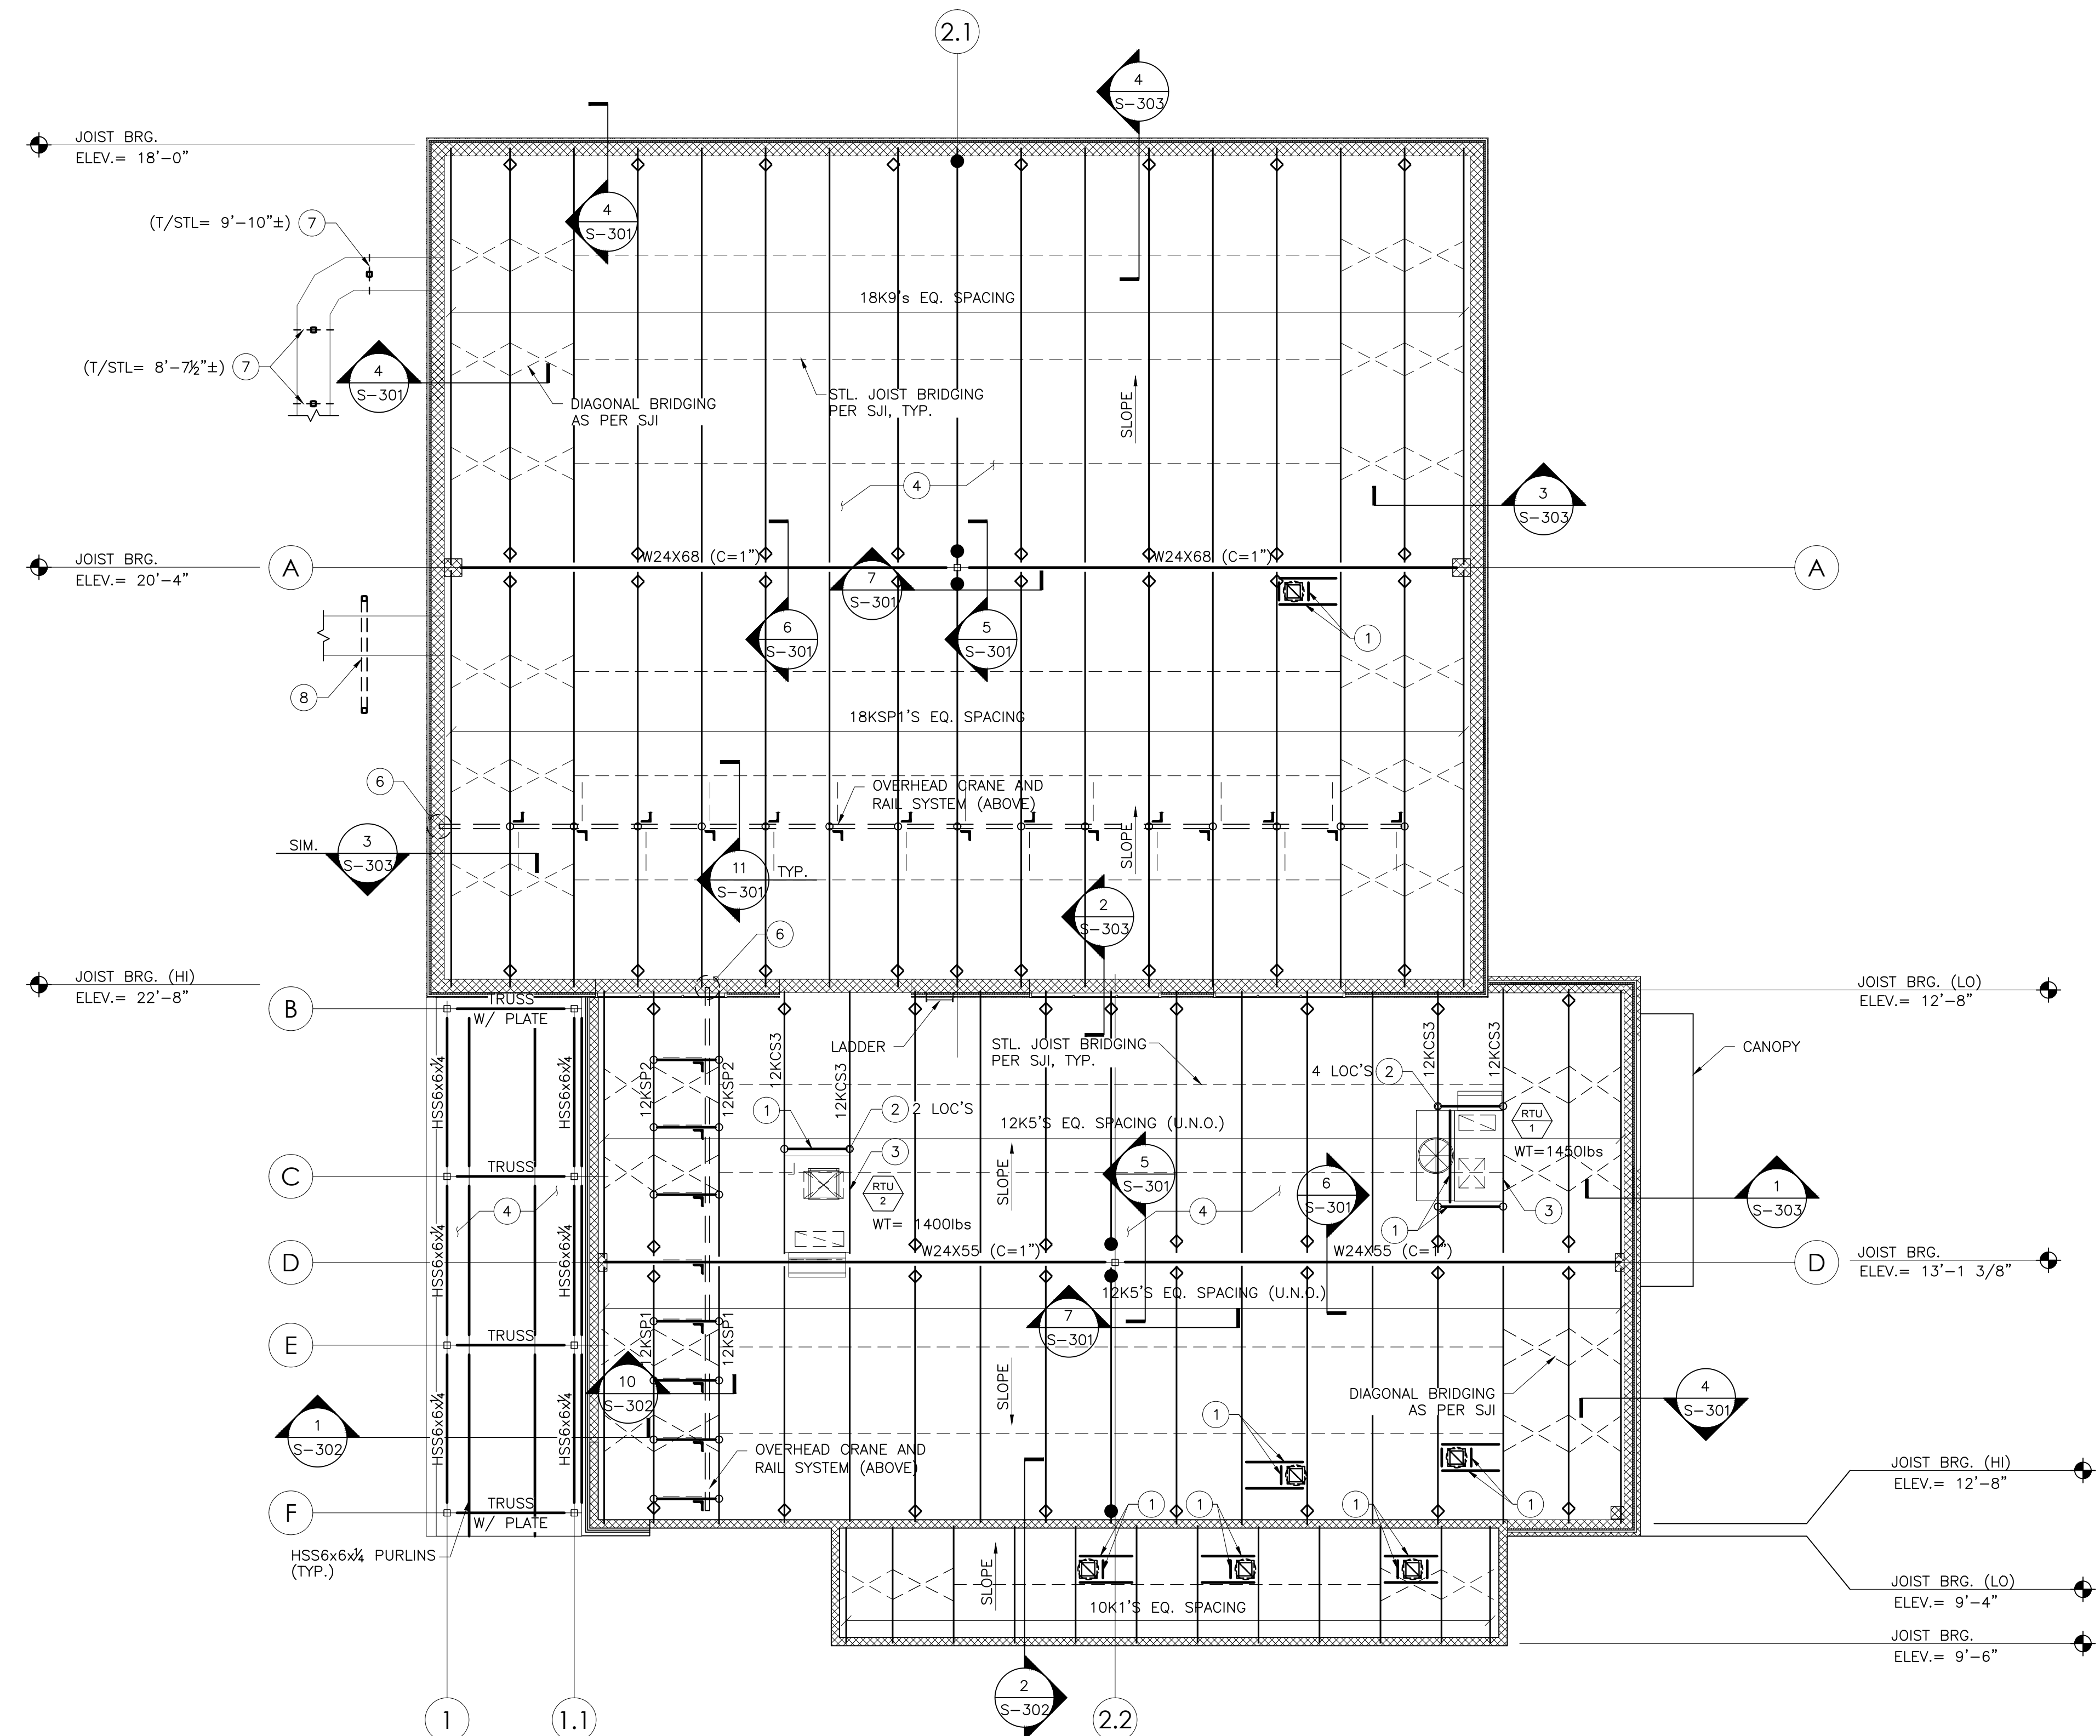 2.1
4
S-303
JOIST BRG.
ELEV.= 18'-0"
4
S-301
(T/STL= 9'-10"±)
7
18K9's EQ. SPACING
(T/STL= 8'-7½"±)
7
4
S-301
DIAGONAL BRIDGING
AS PER SJI
STL. JOIST BRIDGING
PER SJI, TYP.
SLOPE
4
3
S-303
JOIST BRG.
ELEV.= 20'-4"
A
W24X68 (C=1")
W24X68 (C=1")
A
7
S-301
6
S-301
5
S-301
1
8
18KSP1'S EQ. SPACING
6
OVERHEAD CRANE AND
RAIL SYSTEM (ABOVE)
SLOPE
SIM.
3
S-303
11
S-301
TYP.
2
S-303
6
JOIST BRG. (HI)
ELEV.= 22'-8"
JOIST BRG. (LO)
ELEV.= 12'-8"
B
TRUSS
W/ PLATE
LADDER
STL. JOIST BRIDGING
PER SJI, TYP.
CANOPY
HSS6x6x¼
HSS6x6x¼
12KSP2
12KSP2
12KCS3
12KCS3
12KCS3
12KCS3
4 LOC'S
2
1
2
2 LOC'S
12K5'S EQ. SPACING (U.N.O.)
RTU
1
WT=1450lbs
3
C
TRUSS
SLOPE
5
S-301
6
S-301
1
S-303
RTU
2
WT= 1400lbs
4
4
1
3
HSS6x6x¼
HSS6x6x¼
D
W24X55 (C=1")
W24X55 (C=1")
D
JOIST BRG.
ELEV.= 13'-1 3/8"
12K5'S EQ. SPACING (U.N.O.)
7
S-301
12KSP1
12KSP1
E
TRUSS
SLOPE
10
S-302
DIAGONAL BRIDGING
AS PER SJI
4
S-301
1
S-302
HSS6x6x¼
HSS6x6x¼
1
OVERHEAD CRANE AND
RAIL SYSTEM (ABOVE)
JOIST BRG. (HI)
ELEV.= 12'-8"
F
TRUSS
W/ PLATE
1
1
1
1
HSS6x6x¼ PURLINS
(TYP.)
SLOPE
JOIST BRG. (LO)
ELEV.= 9'-4"
10K1'S EQ. SPACING
JOIST BRG.
ELEV.= 9'-6"
2
S-302
1
1.1
2.2